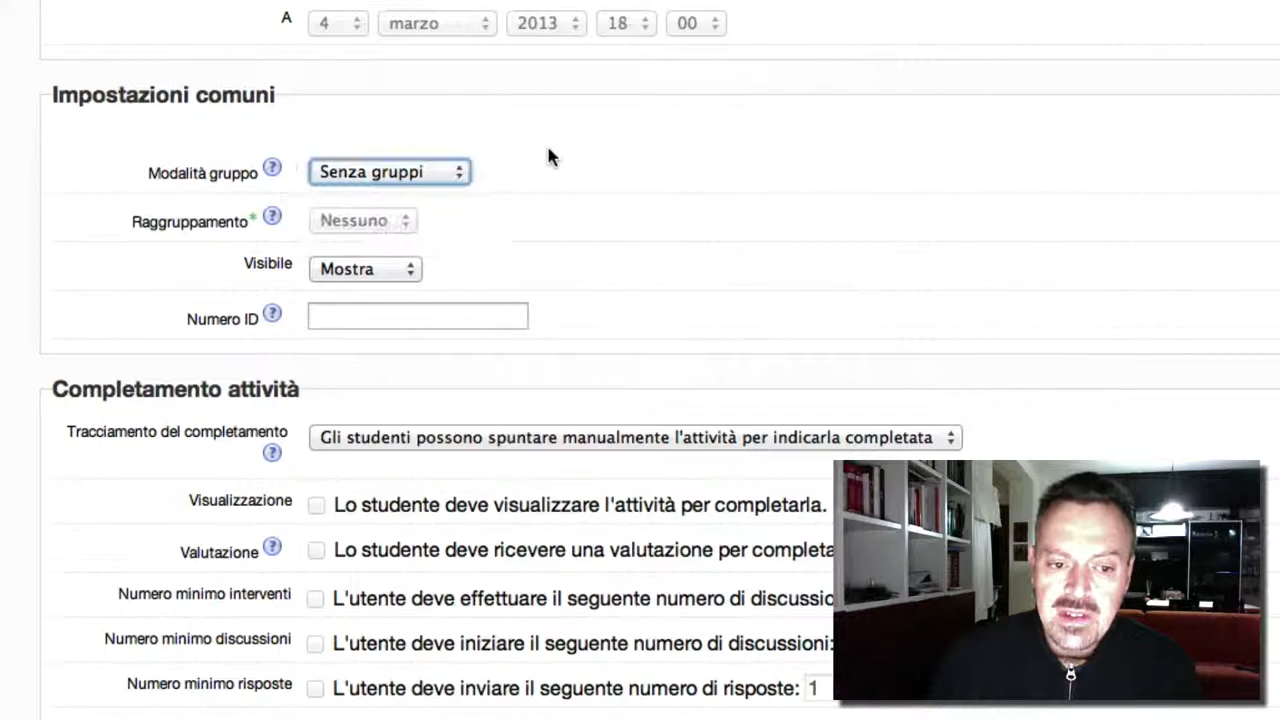 A 4 marzo 2013 18 00
Impostazioni comuni
Modalità gruppo Senza gruppi
Raggruppamento* Nessuno
Visibile Mostra
Numero ID
Completamento attività
Tracciamento del completamento Gli studenti possono spuntare manualmente l'attività per indicarla completata
Visualizzazione Lo studente deve visualizzare l'attività per completarla.
Valutazione Lo studente deve ricevere una valutazione per completa
Numero minimo interventi L'utente deve effettuare il seguente numero di discussio
Numero minimo discussioni L'utente deve iniziare il seguente numero di discussioni:
Numero minimo risposte L'utente deve inviare il seguente numero di risposte: 1